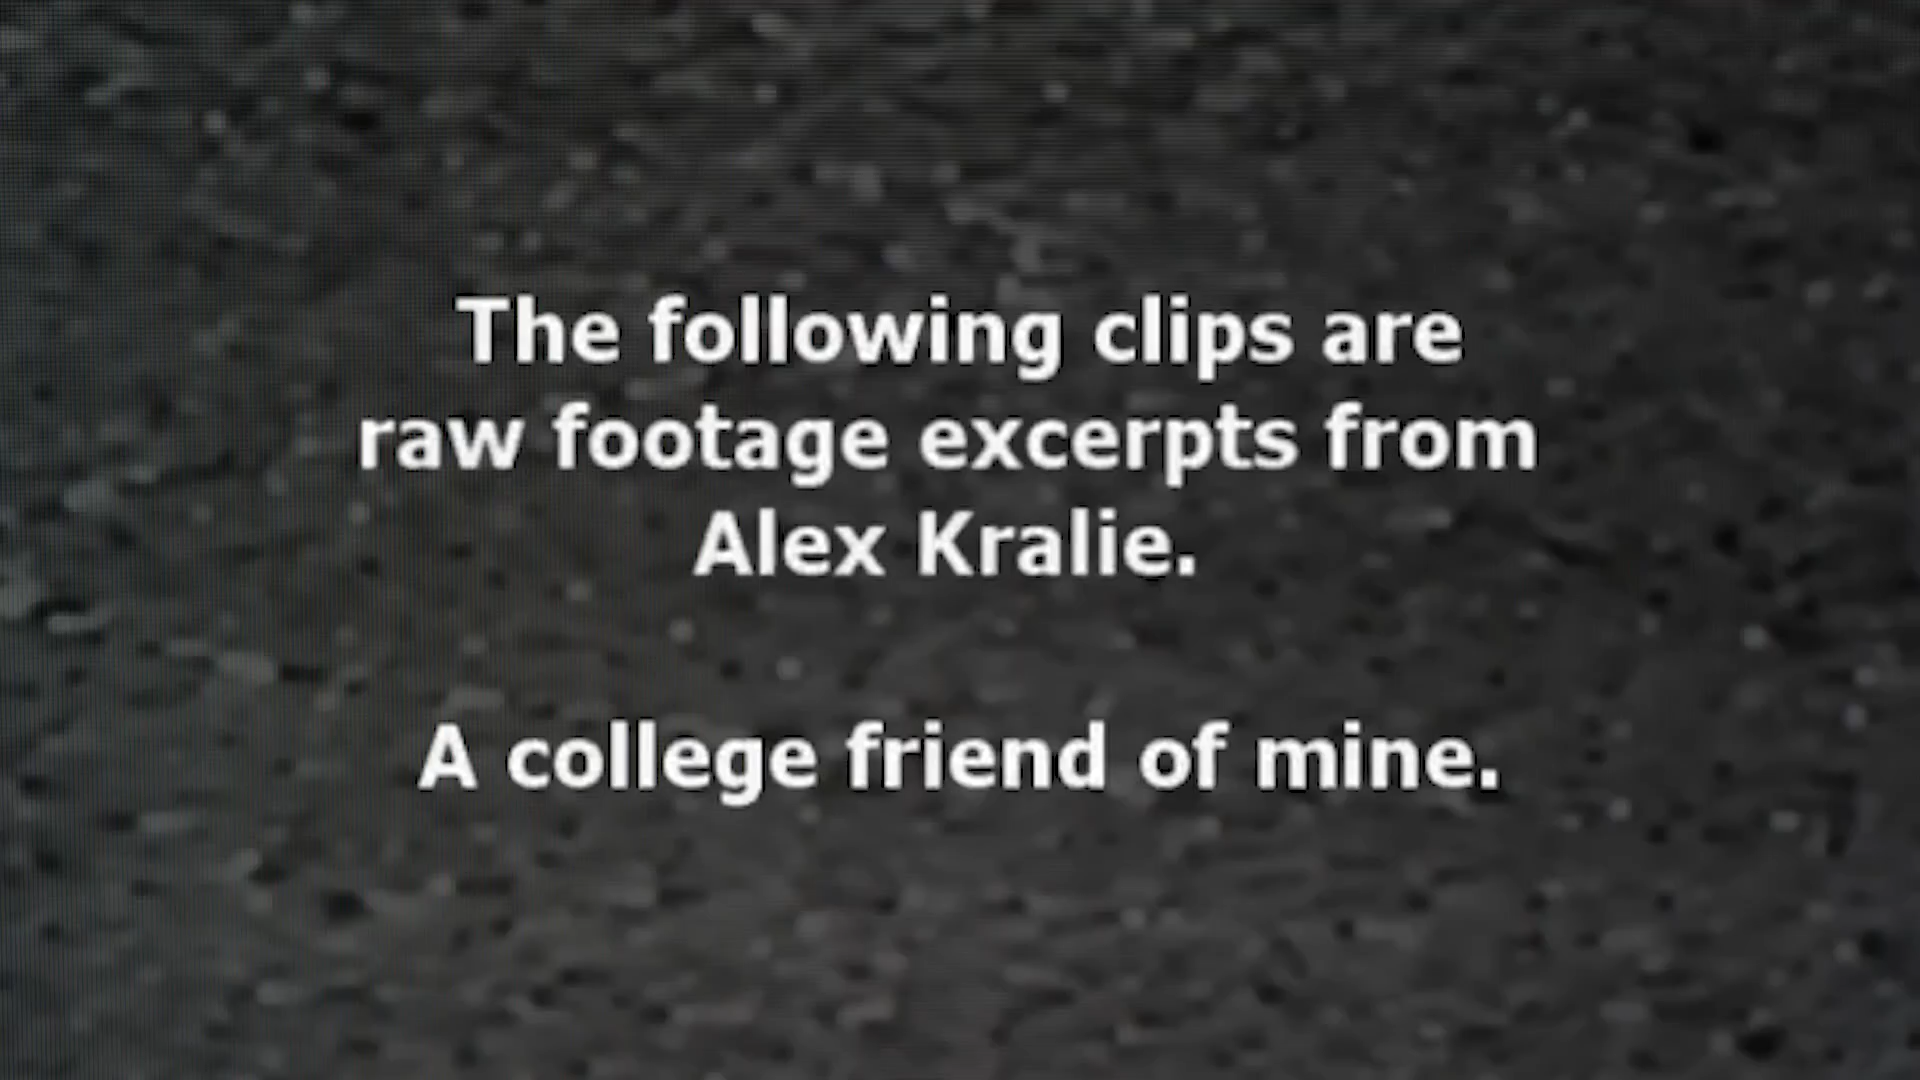 The following clips are
raw footage excerpts from
Alex Kralie.
A college friend of mine.